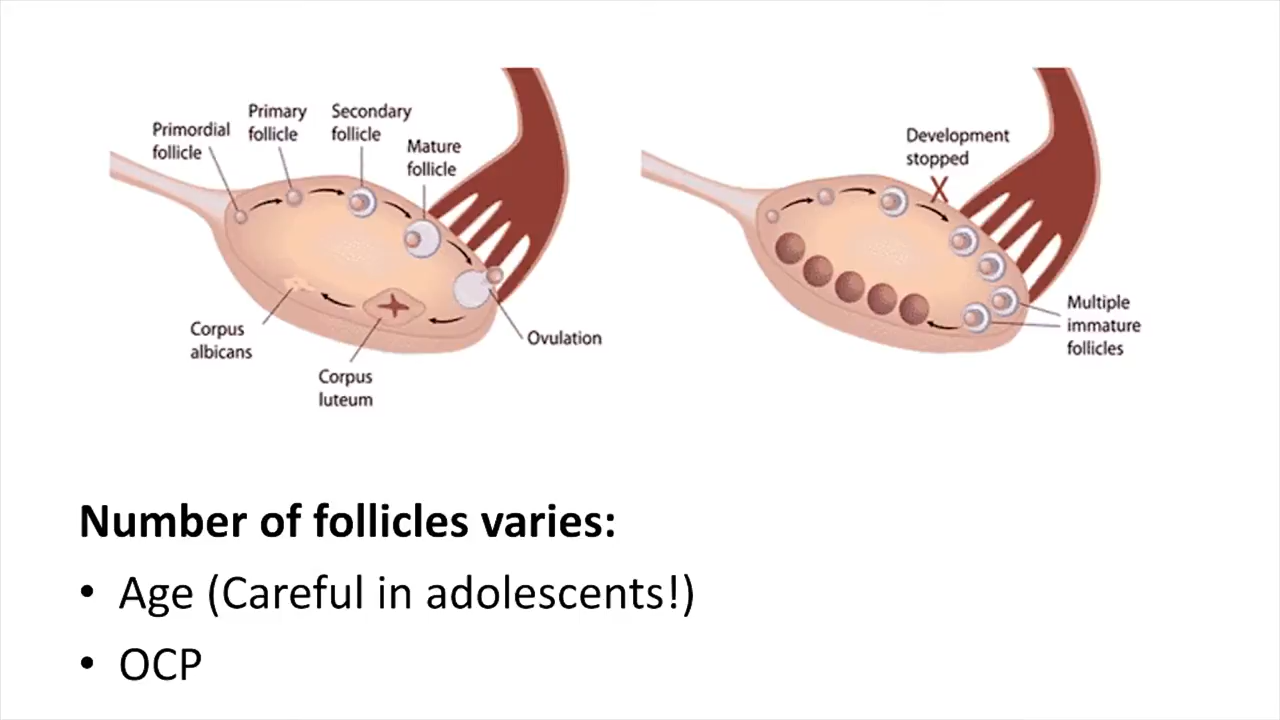 Primordial
follicle
Primary
follicle
Secondary
follicle
Mature
follicle
Ovulation
Corpus
luteum
Corpus
albicans
Development
stopped
X
Multiple
immature
follicles
Number of follicles varies:
• Age (Careful in adolescents!)
• OCP